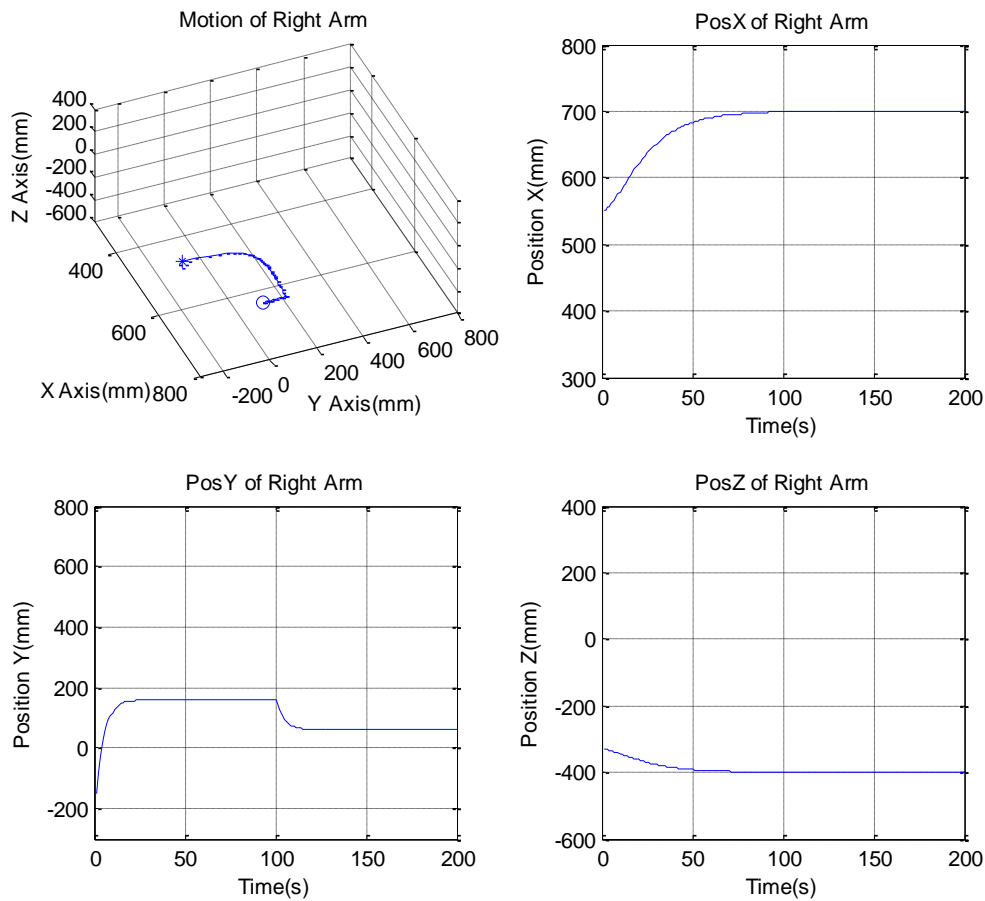 Motion of Right Arm
400
200
0
-200
-400
-600
Z Axis(mm)
400
600
800
X Axis(mm)
-200
0
200
400
600
800
Y Axis(mm)
PosX of Right Arm
800
700
600
500
400
300
Position X(mm)
0 50 100 150 200
Time(s)
PosY of Right Arm
800
600
400
200
0
-200
Position Y(mm)
0 50 100 150 200
Time(s)
PosZ of Right Arm
400
200
0
-200
-400
-600
Position Z(mm)
0 50 100 150 200
Time(s)